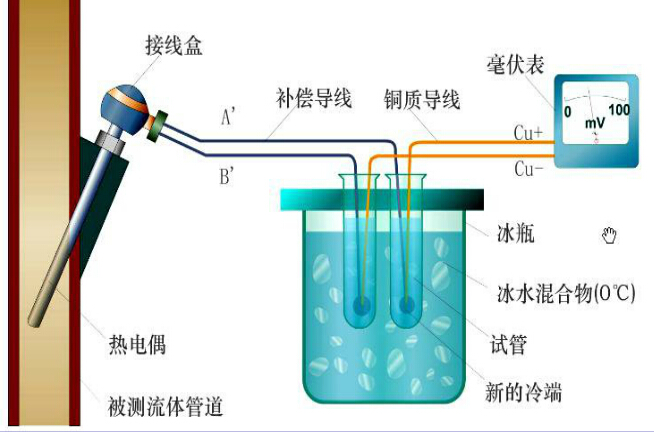 接线盒
毫伏表
补偿导线
铜质导线
A'
0
100
mV
Cu+
B'
Cu-
冰瓶
冰水混合物(0℃)
热电偶
试管
新的冷端
被测流体管道